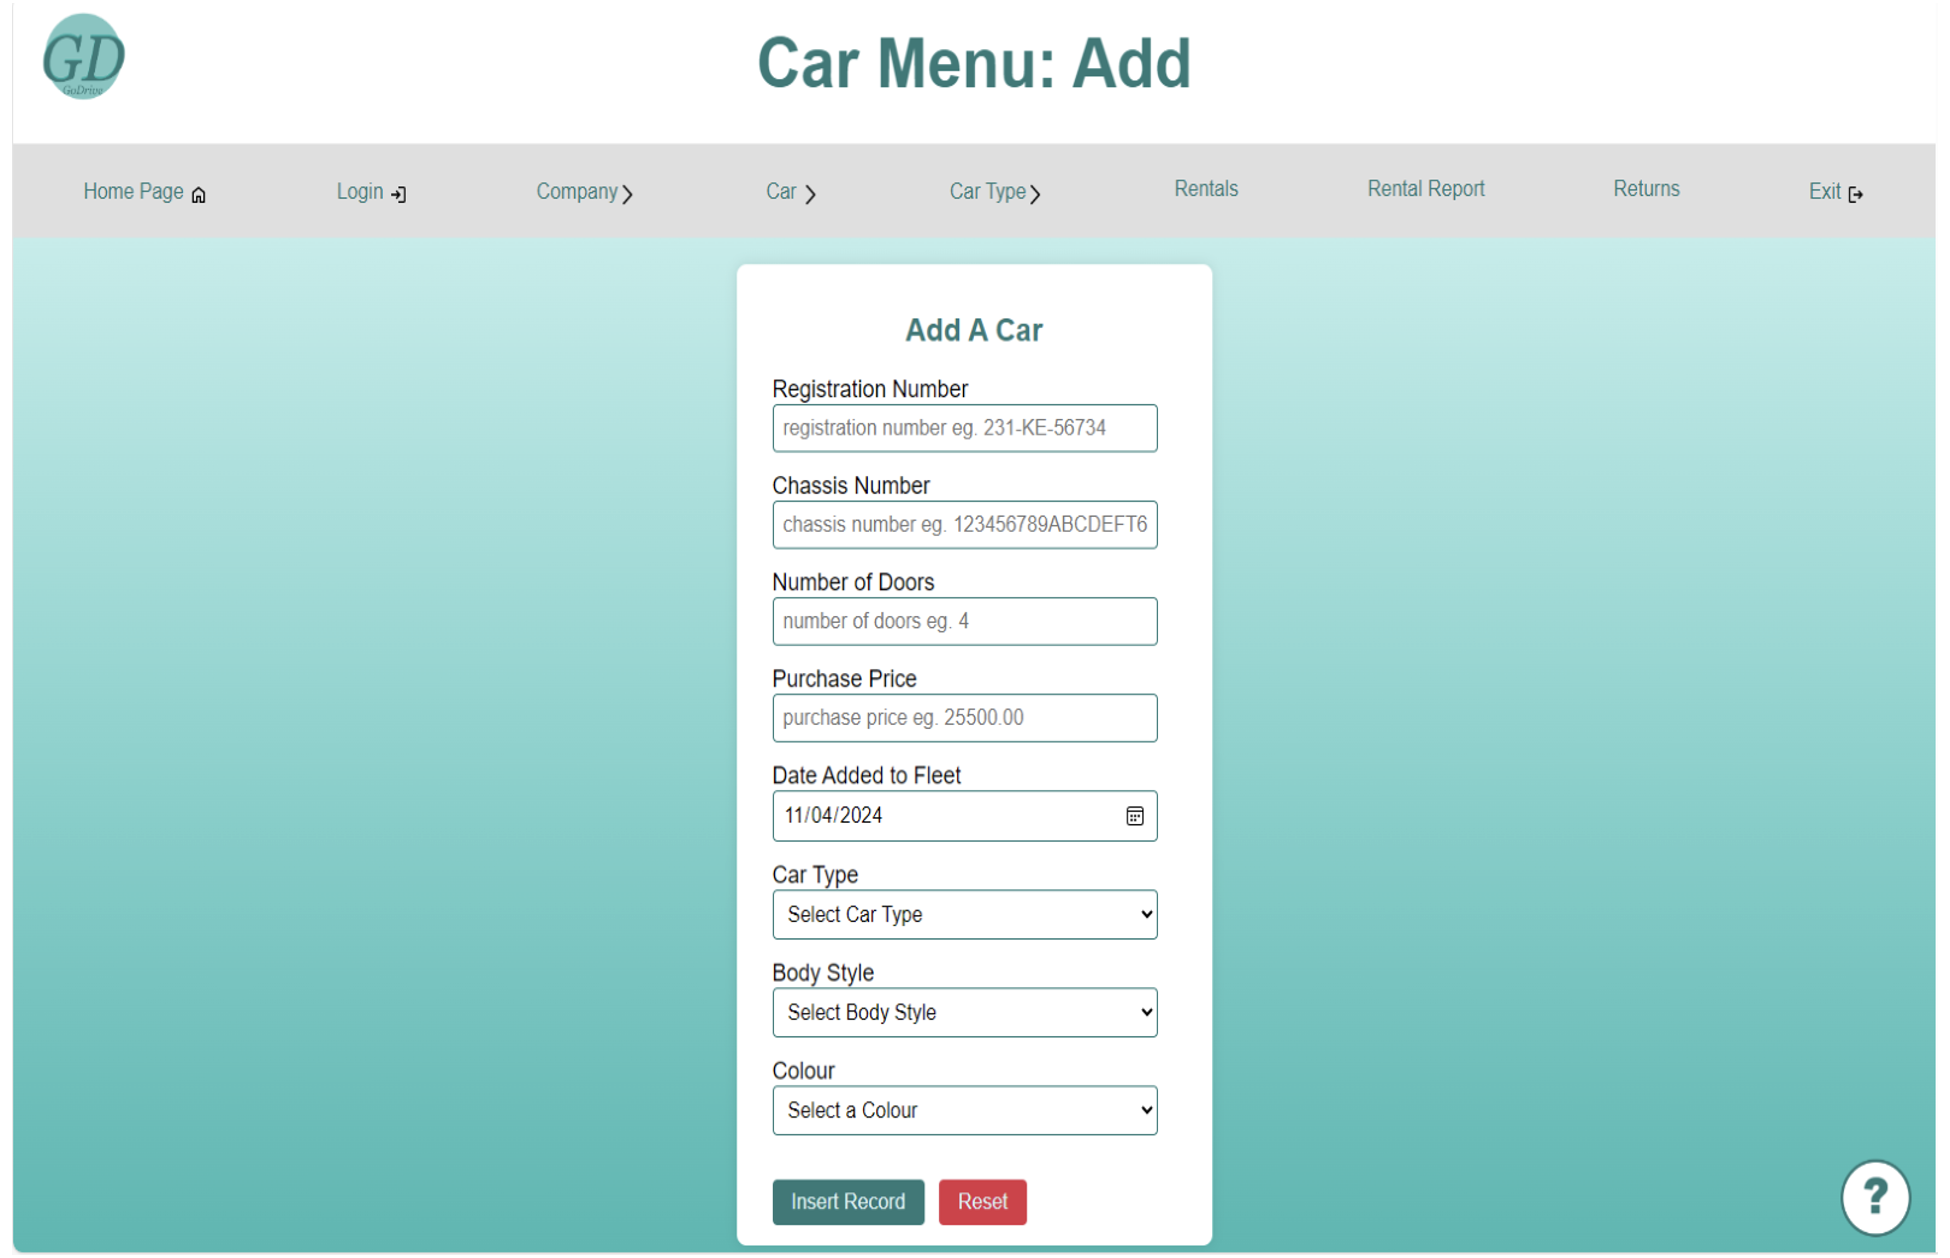 GD
GoDrive
Car Menu: Add
Home Page Login Company Car Car Type Rentals Rental Report Returns Exit
Add A Car
Registration Number
registration number eg. 231-KE-56734
Chassis Number
chassis number eg. 123456789ABCDEFT6
Number of Doors
number of doors eg. 4
Purchase Price
purchase price eg. 25500.00
Date Added to Fleet
11/04/2024
Car Type
Select Car Type
Body Style
Select Body Style
Colour
Select a Colour
Insert Record Reset
?